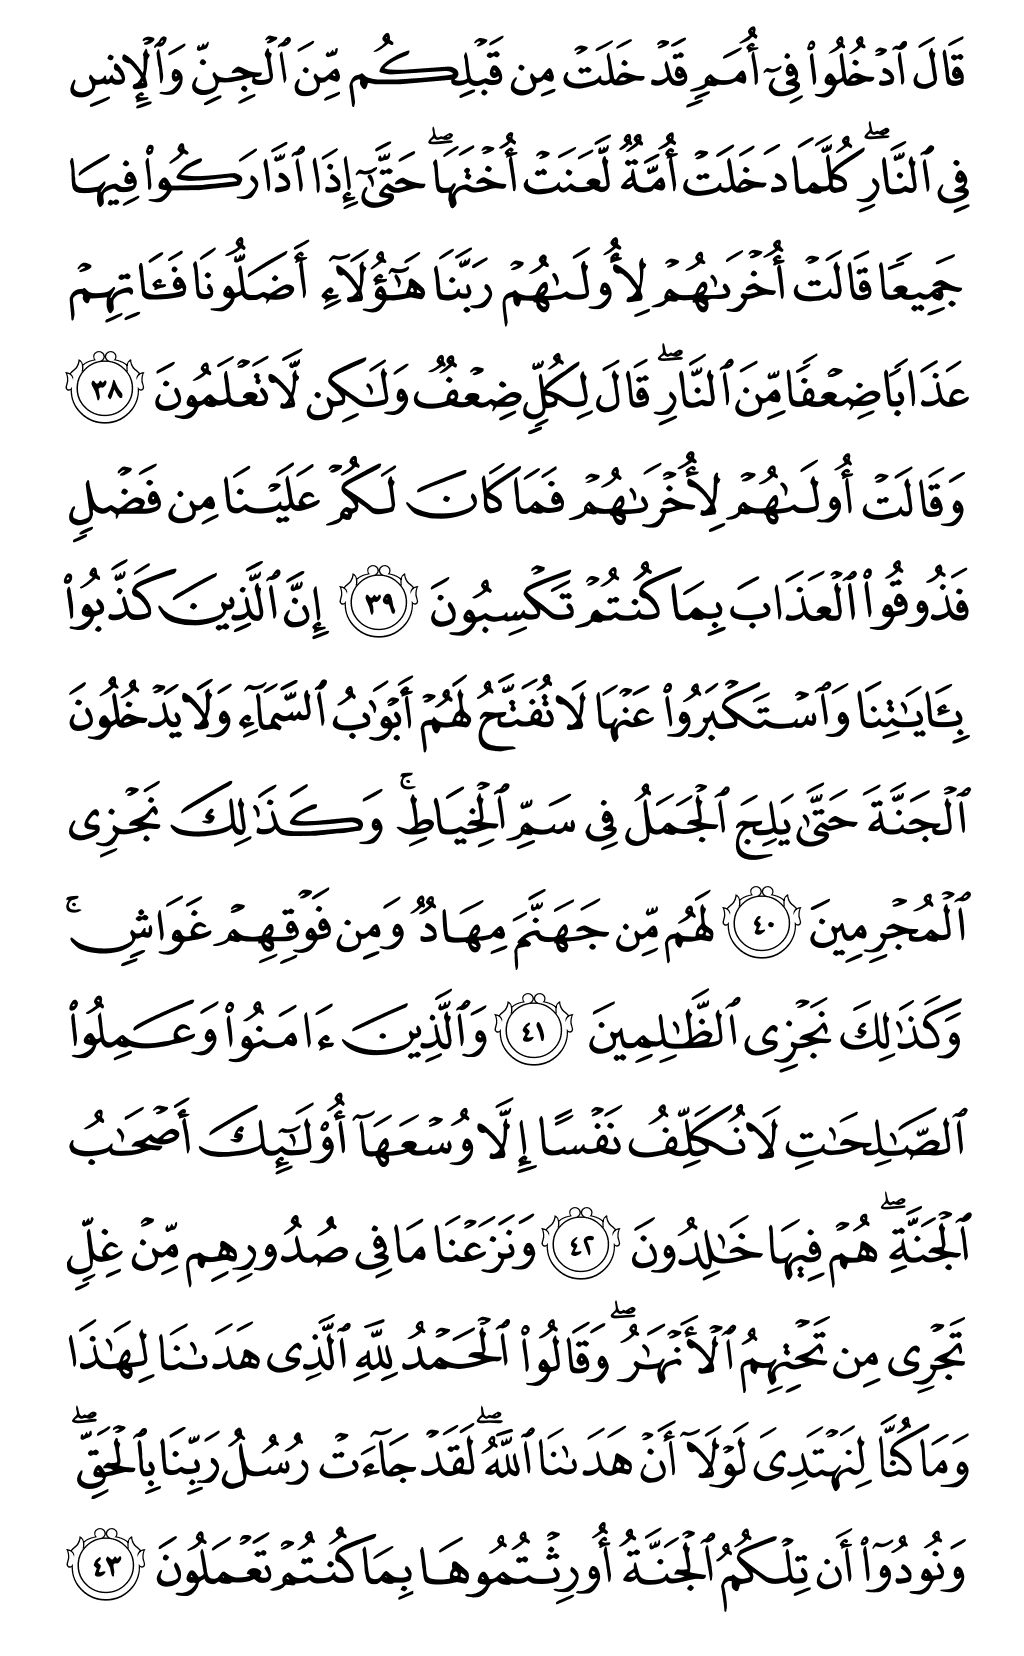 قَالَ ٱدۡخُلُواْ فِيٓ أُمَمٖ قَدۡ خَلَتۡ مِن قَبۡلِكُم مِّنَ ٱلۡجِنِّ وَٱلۡإِنسِ
فِي ٱلنَّارِۖ كُلَّمَا دَخَلَتۡ أُمَّةٞ لَّعَنَتۡ أُخۡتَهَاۖ حَتَّىٰٓ إِذَا ٱدَّارَكُواْ فِيهَا
جَمِيعٗا قَالَتۡ أُخۡرَىٰهُمۡ لِأُولَىٰهُمۡ رَبَّنَا هَٰٓؤُلَآءِ أَضَلُّونَا فَـَٔاتِهِمۡ
عَذَابٗا ضِعۡفٗا مِّنَ ٱلنَّارِۖ قَالَ لِكُلّٖ ضِعۡفٞ وَلَٰكِن لَّا تَعۡلَمُونَ ٣٨
وَقَالَتۡ أُولَىٰهُمۡ لِأُخۡرَىٰهُمۡ فَمَا كَانَ لَكُمۡ عَلَيۡنَا مِن فَضۡلٖ
فَذُوقُواْ ٱلۡعَذَابَ بِمَا كُنتُمۡ تَكۡسِبُونَ ٣٩ إِنَّ ٱلَّذِينَ كَذَّبُواْ
بِـَٔايَٰتِنَا وَٱسۡتَكۡبَرُواْ عَنۡهَا لَا تُفَتَّحُ لَهُمۡ أَبۡوَٰبُ ٱلسَّمَآءِ وَلَا يَدۡخُلُونَ
ٱلۡجَنَّةَ حَتَّىٰ يَلِجَ ٱلۡجَمَلُ فِي سَمِّ ٱلۡخِيَاطِۚ وَكَذَٰلِكَ نَجۡزِي
ٱلۡمُجۡرِمِينَ ٤٠ لَهُم مِّن جَهَنَّمَ مِهَادٞ وَمِن فَوۡقِهِمۡ غَوَاشٖۚ
وَكَذَٰلِكَ نَجۡزِي ٱلظَّٰلِمِينَ ٤١ وَٱلَّذِينَ ءَامَنُواْ وَعَمِلُواْ
ٱلصَّٰلِحَٰتِ لَا نُكَلِّفُ نَفۡسًا إِلَّا وُسۡعَهَآ أُوْلَٰٓئِكَ أَصۡحَٰبُ
ٱلۡجَنَّةِۖ هُمۡ فِيهَا خَٰلِدُونَ ٤٢ وَنَزَعۡنَا مَا فِي صُدُورِهِم مِّنۡ غِلّٖ
تَجۡرِي مِن تَحۡتِهِمُ ٱلۡأَنۡهَٰرُۖ وَقَالُواْ ٱلۡحَمۡدُ لِلَّهِ ٱلَّذِي هَدَىٰنَا لِهَٰذَا
وَمَا كُنَّا لِنَهۡتَدِيَ لَوۡلَآ أَنۡ هَدَىٰنَا ٱللَّهُۖ لَقَدۡ جَآءَتۡ رُسُلُ رَبِّنَا بِٱلۡحَقِّۖ
وَنُودُوٓاْ أَن تِلۡكُمُ ٱلۡجَنَّةُ أُورِثۡتُمُوهَا بِمَا كُنتُمۡ تَعۡمَلُونَ ٤٣